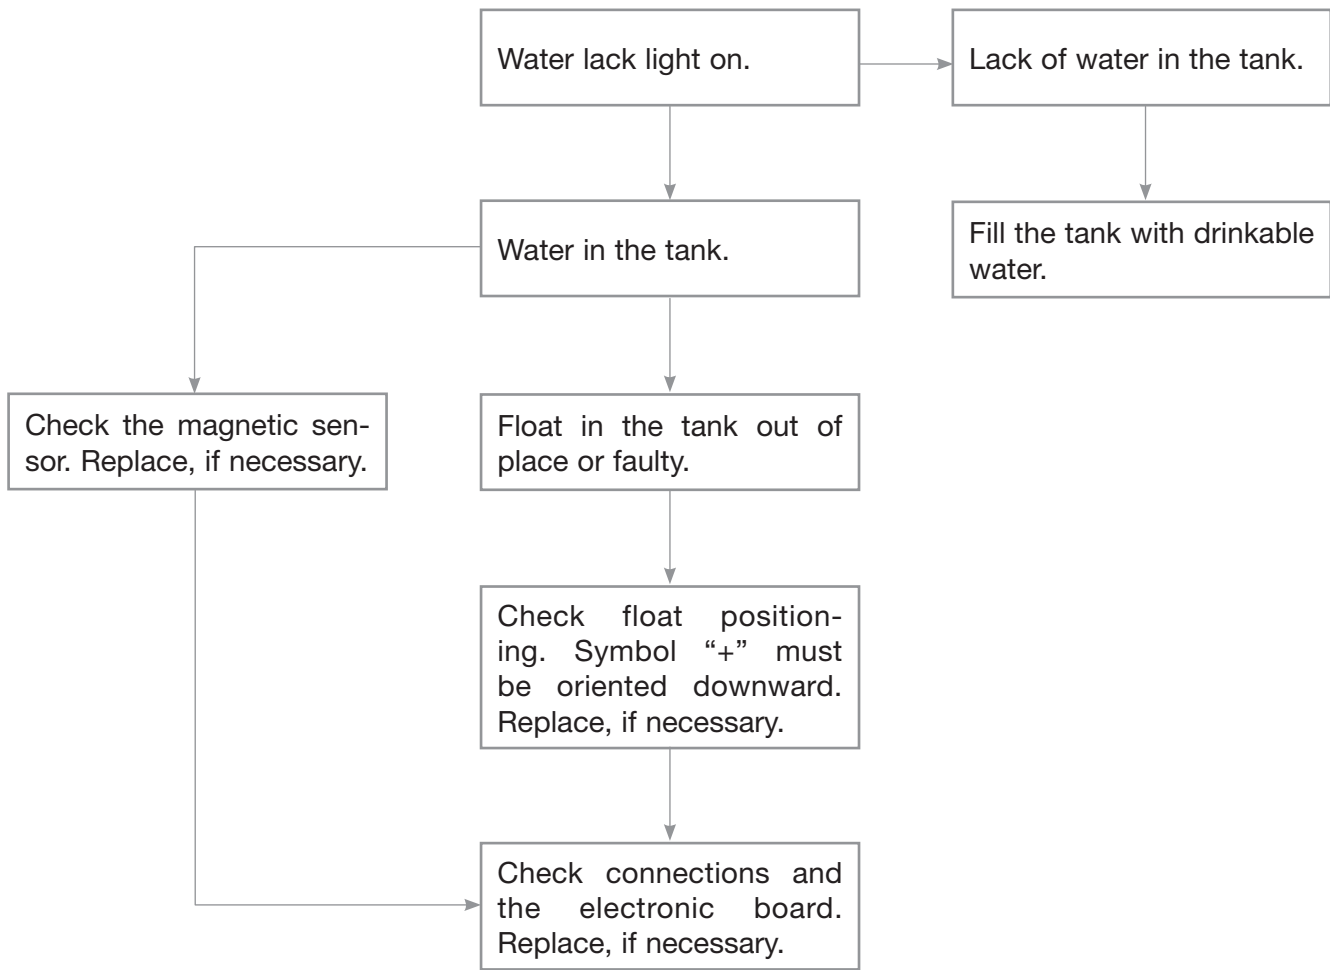 Water lack light on.
Lack of water in the tank.
Water in the tank.
Fill the tank with drinkable
water.
Check the magnetic sen-
sor. Replace, if necessary.
Float in the tank out of
place or faulty.
Check float position-
ing. Symbol “+” must
be oriented downward.
Replace, if necessary.
Check connections and
the electronic board.
Replace, if necessary.